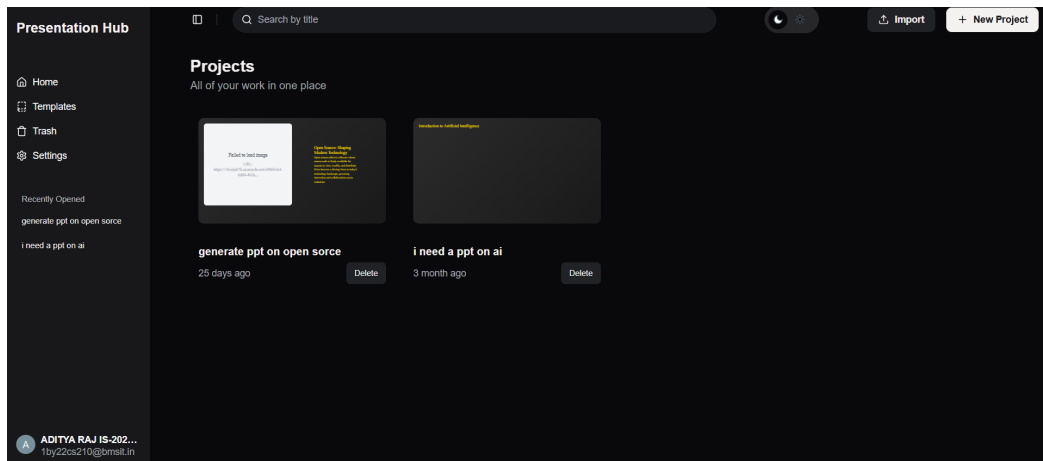 Presentation Hub
Search by title
Import
+ New Project
Home
Templates
Trash
Settings
Recently Opened
generate ppt on open sorce
i need a ppt on ai
Projects
All of your work in one place
Failed to load image
URL:
Open Source: Shaping
Modern Technology
Introduction to Artificial Intelligence
generate ppt on open sorce
25 days ago
Delete
i need a ppt on ai
3 month ago
Delete
A
ADITYA RAJ IS-202...
1by22cs210@bmsit.in